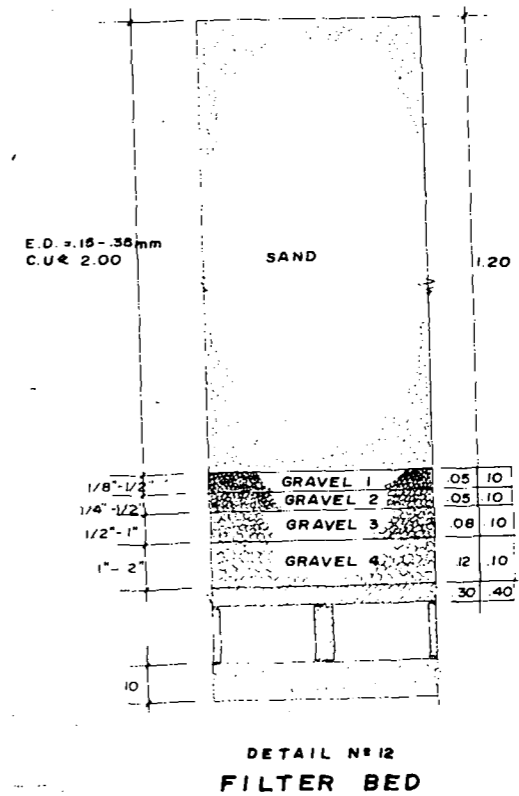 E.D. =.15-.35mm
C.U < 2.00
SAND
1.20
1/8"-1/2" GRAVEL 1 .05 10
1/4"-1/2" GRAVEL 2 .05 .10
1/2"-1" GRAVEL 3 .08 .10
1"- 2" GRAVEL 4 .12 .10
.30 .40
10
DETAIL Nº 12
FILTER BED